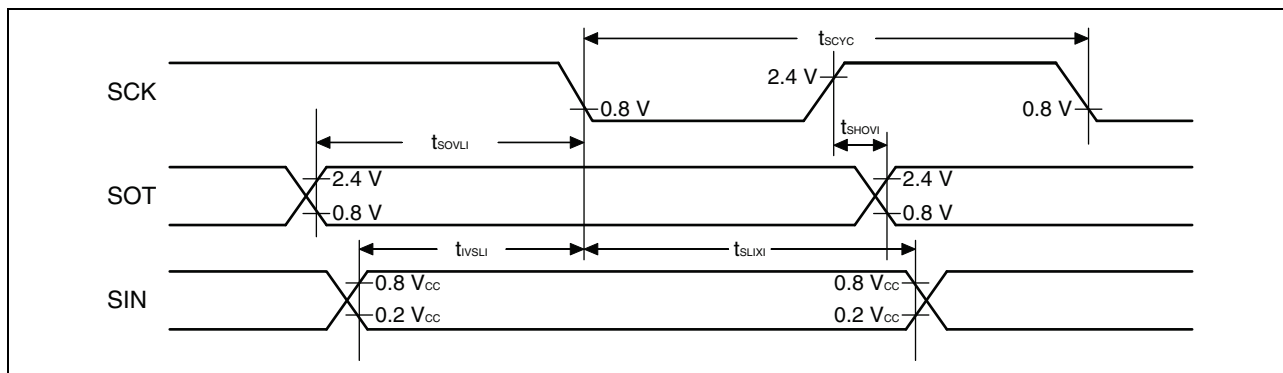 tSCYC
SCK
2.4 V
0.8 V
0.8 V
tSHOVI
tSOVLI
SOT
2.4 V
0.8 V
2.4 V
0.8 V
tIVSLI
tSLIXI
SIN
0.8 VCC
0.2 VCC
0.8 VCC
0.2 VCC